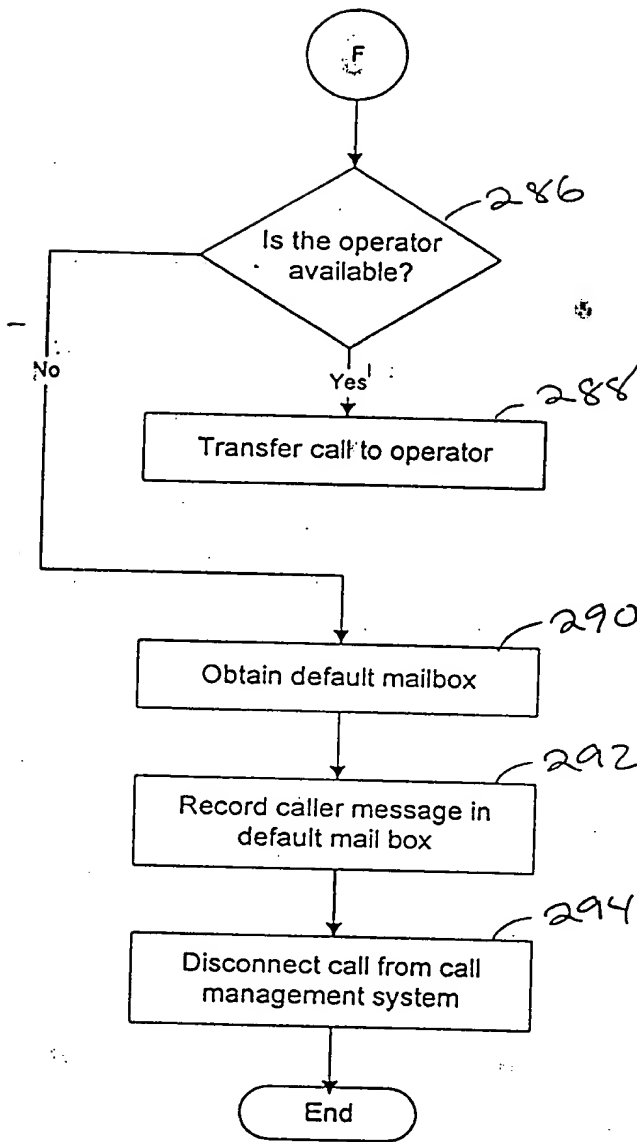 F
286
Is the operator
available?
No
Yes
288
Transfer call to operator
290
Obtain default mailbox
292
Record caller message in
default mail box
294
Disconnect call from call
management system
End